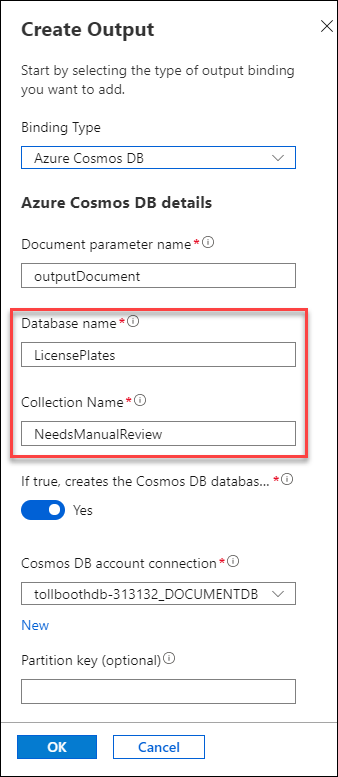 Create Output
Start by selecting the type of output binding
you want to add.
Binding Type
Azure Cosmos DB
Azure Cosmos DB details
Document parameter name*
outputDocument
Database name*
LicensePlates
Collection Name*
NeedsManualReview
If true, creates the Cosmos DB databas... *
Yes
Cosmos DB account connection*
tollboothdb-313132_DOCUMENTDB
New
Partition key (optional)
OK
Cancel